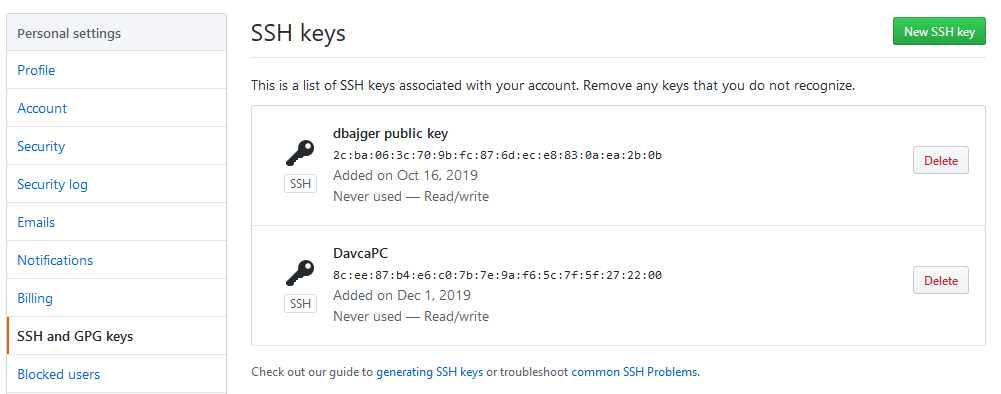 Personal settings
Profile
Account
Security
Security log
Emails
Notifications
Billing
SSH and GPG keys
Blocked users
SSH keys
New SSH key
This is a list of SSH keys associated with your account. Remove any keys that you do not recognize.
dbajger public key
2c:ba:06:3c:70:9b:fc:87:6d:ec:e8:83:0a:ea:2b:0b
Added on Oct 16, 2019
Never used — Read/write
SSH
Delete
DavcaPC
8c:ee:87:b4:e6:c0:7b:7e:9a:f6:5c:7f:5f:27:22:00
Added on Dec 1, 2019
Never used — Read/write
SSH
Delete
Check out our guide to generating SSH keys or troubleshoot common SSH Problems.